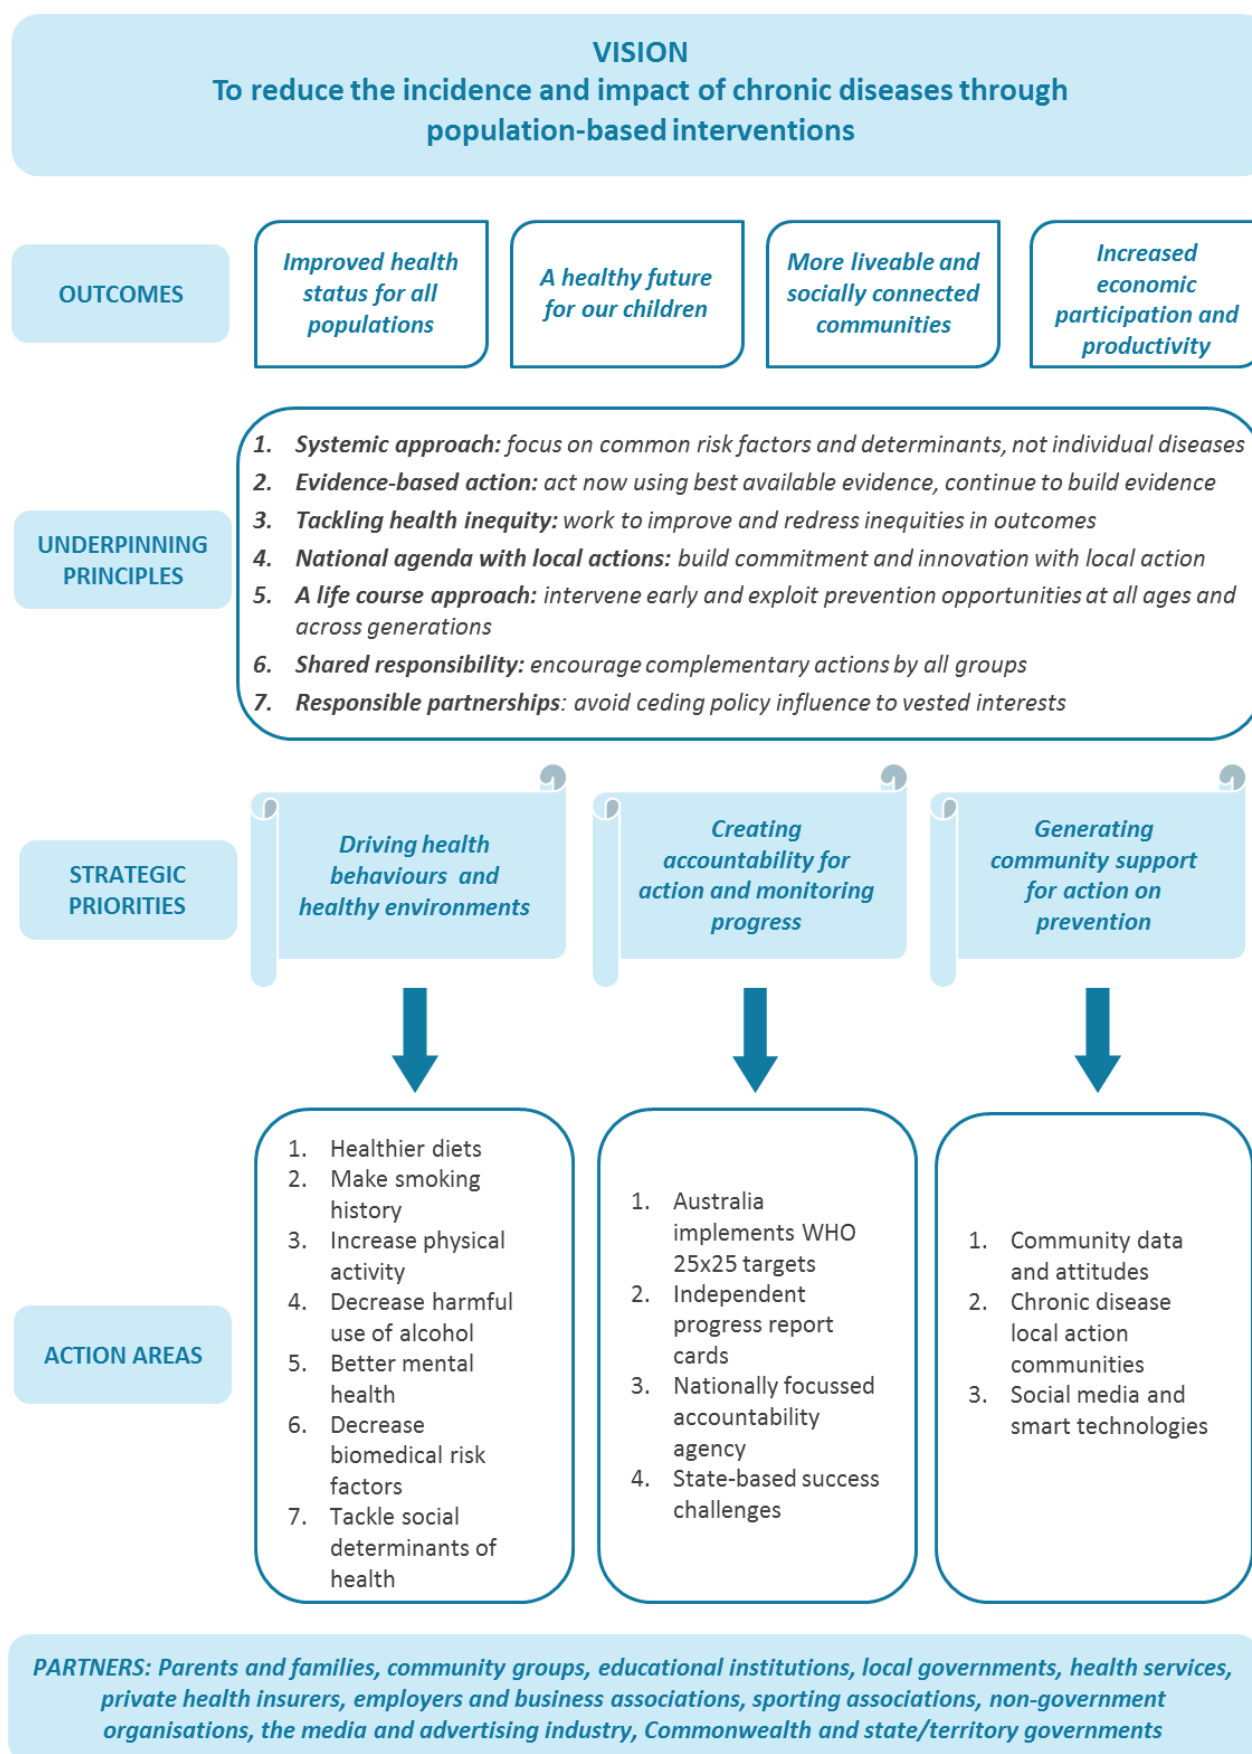 VISION
To reduce the incidence and impact of chronic diseases through
population-based interventions
OUTCOMES
Improved health
status for all
populations
A healthy future
for our children
More liveable and
socially connected
communities
Increased
economic
participation and
productivity
UNDERPINNING
PRINCIPLES
1. Systemic approach: focus on common risk factors and determinants, not individual diseases
2. Evidence-based action: act now using best available evidence, continue to build evidence
3. Tackling health inequity: work to improve and redress inequities in outcomes
4. National agenda with local actions: build commitment and innovation with local action
5. A life course approach: intervene early and exploit prevention opportunities at all ages and
across generations
6. Shared responsibility: encourage complementary actions by all groups
7. Responsible partnerships: avoid ceding policy influence to vested interests
STRATEGIC
PRIORITIES
Driving health
behaviours and
healthy environments
Creating
accountability for
action and monitoring
progress
Generating
community support
for action on
prevention
ACTION AREAS
1. Healthier diets
2. Make smoking
history
3. Increase physical
activity
4. Decrease harmful
use of alcohol
5. Better mental
health
6. Decrease
biomedical risk
factors
7. Tackle social
determinants of
health
1. Australia
implements WHO
25x25 targets
2. Independent
progress report
cards
3. Nationally focussed
accountability
agency
4. State-based success
challenges
1. Community data
and attitudes
2. Chronic disease
local action
communities
3. Social media and
smart technologies
PARTNERS: Parents and families, community groups, educational institutions, local governments, health services,
private health insurers, employers and business associations, sporting associations, non-government
organisations, the media and advertising industry, Commonwealth and state/territory governments